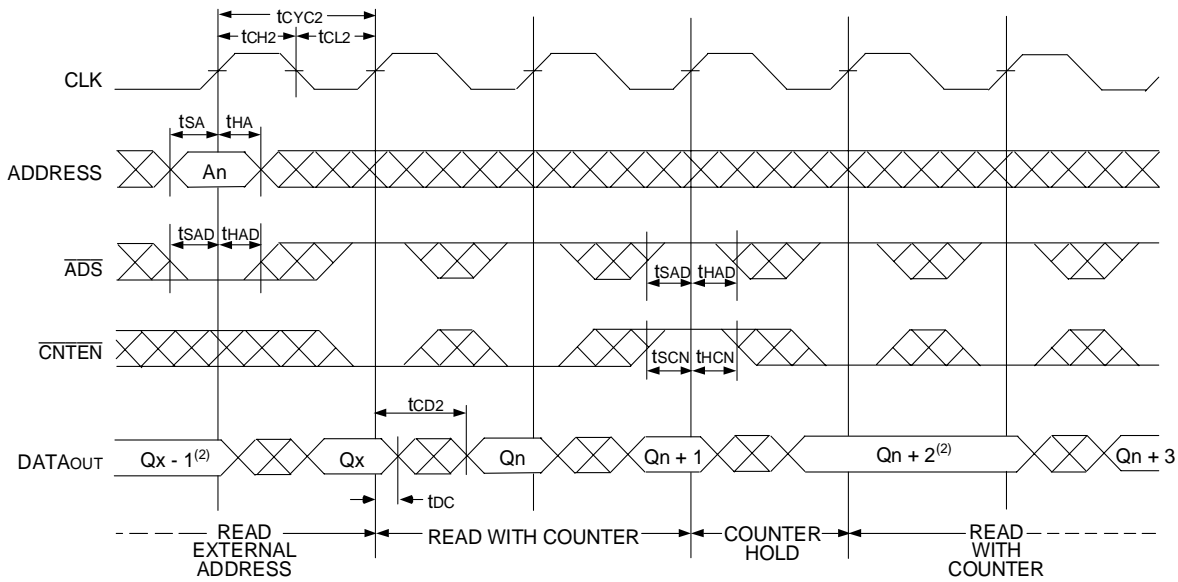 tCYC2
tCH2 tCL2
CLK
tSA tHA
ADDRESS An
tSAD tHAD
ADS
tSAD tHAD
CNTEN
tSCN tHCN
tCD2
DATAOUT Qx - 1(2) Qx Qn Qn + 1 Qn + 2(2) Qn + 3
tDC
READ EXTERNAL ADDRESS
READ WITH COUNTER
COUNTER HOLD
READ WITH COUNTER